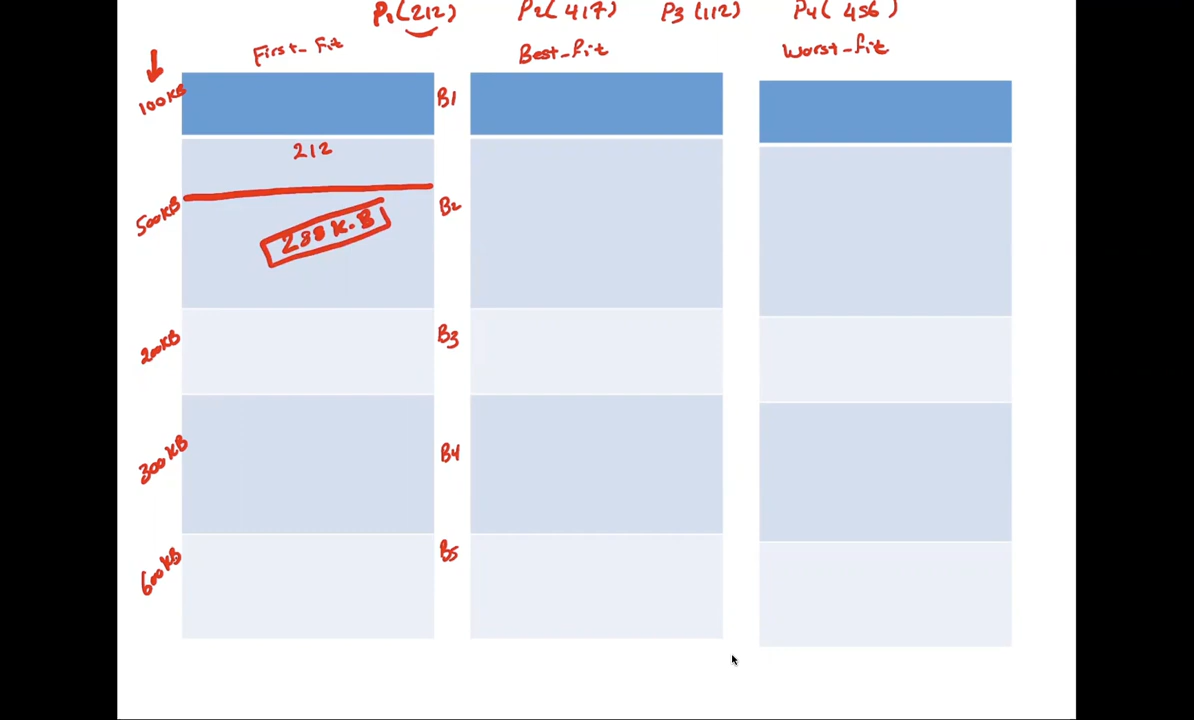 P1(212) P2(417) P3(112) P4(456)
First-Fit Best-fit Worst-fit
100KB B1
212
500KB B2
288 K.B
200KB B3
300KB B4
600KB B5